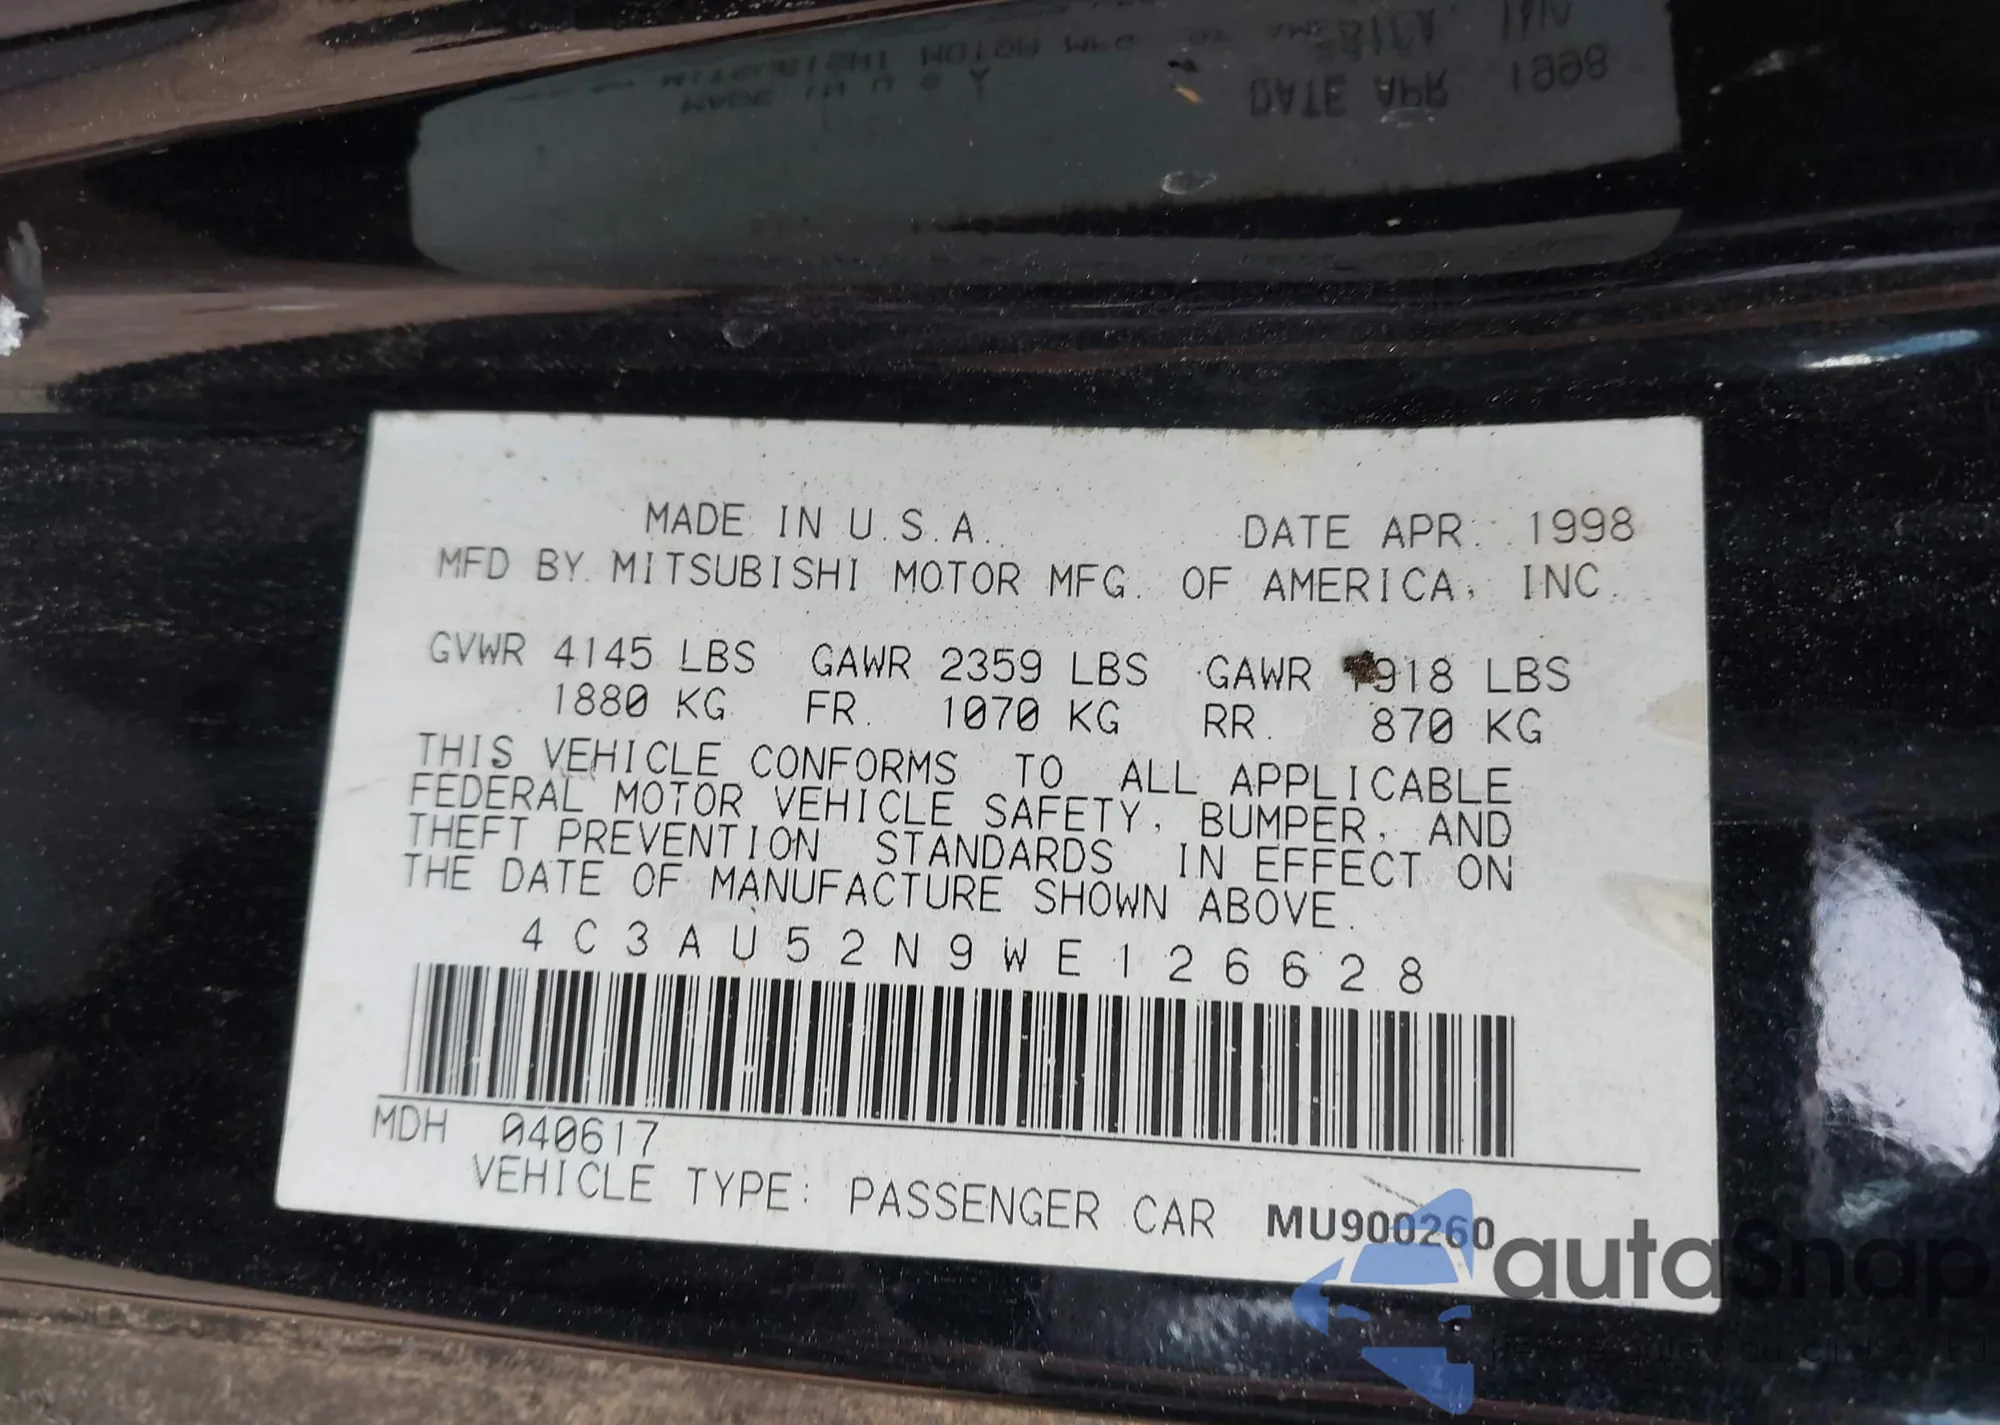 MADE IN U.S.A. DATE APR. 1998
MFD BY MITSUBISHI MOTOR MFG. OF AMERICA, INC.
GVWR 4145 LBS GAWR 2359 LBS GAWR 1918 LBS
1880 KG FR. 1070 KG RR. 870 KG
THIS VEHICLE CONFORMS TO ALL APPLICABLE
FEDERAL MOTOR VEHICLE SAFETY, BUMPER, AND
THEFT PREVENTION STANDARDS IN EFFECT ON
THE DATE OF MANUFACTURE SHOWN ABOVE.
4C3AU52N9WE126628
MDH 040617
VEHICLE TYPE: PASSENGER CAR MU900260
autaSnap